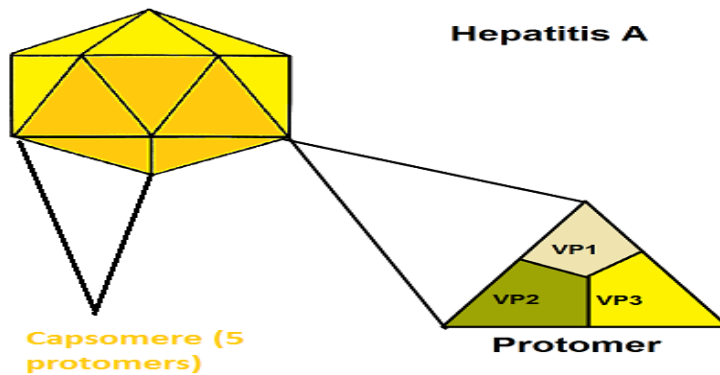 Hepatitis A
VP1
VP2
VP3
Protomer
Capsomere (5
protomers)